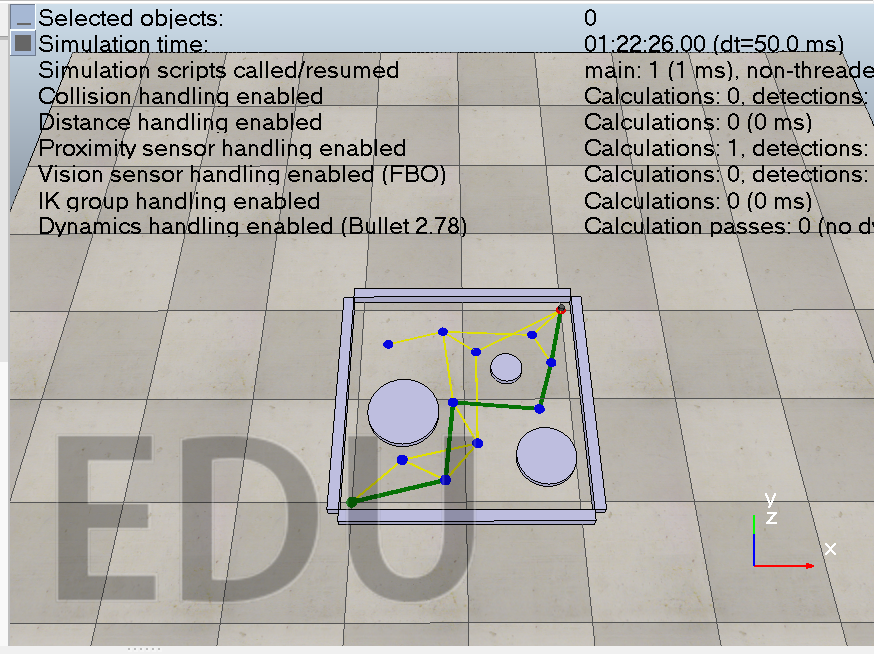 Selected objects: 0
Simulation time: 01:22:26.00 (dt=50.0 ms)
Simulation scripts called/resumed main: 1 (1 ms), non-threade
Collision handling enabled Calculations: 0, detections:
Distance handling enabled Calculations: 0 (0 ms)
Proximity sensor handling enabled Calculations: 1, detections:
Vision sensor handling enabled (FBO) Calculations: 0, detections:
IK group handling enabled Calculations: 0 (0 ms)
Dynamics handling enabled (Bullet 2.78) Calculation passes: 0 (no dy
EDU
y
z
x